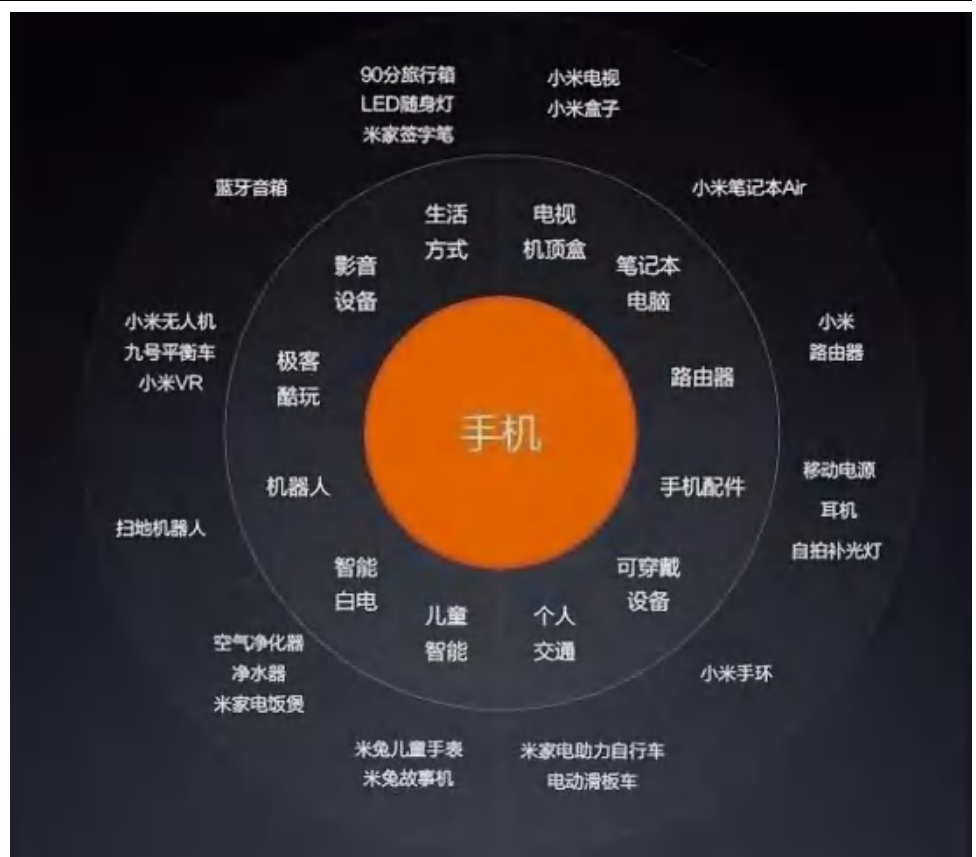 90分旅行箱
LED随身灯
米家签字笔
小米电视
小米盒子
蓝牙音箱
小米笔记本Air
生活
方式
电视
机顶盒
影音
设备
笔记本
电脑
小米无人机
九号平衡车
小米VR
极客
酷玩
路由器
小米
路由器
手机
机器人
手机配件
移动电源
耳机
自拍补光灯
扫地机器人
智能
白电
可穿戴
设备
儿童
智能
个人
交通
空气净化器
净水器
米家电饭煲
小米手环
米兔儿童手表
米兔故事机
米家电助力自行车
电动滑板车